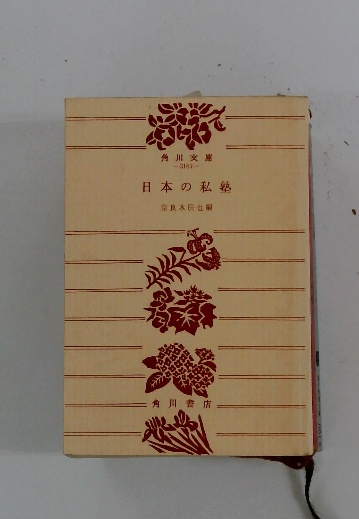 角川文庫
—3167—
日本の私塾
奈良本辰也編
角川書店